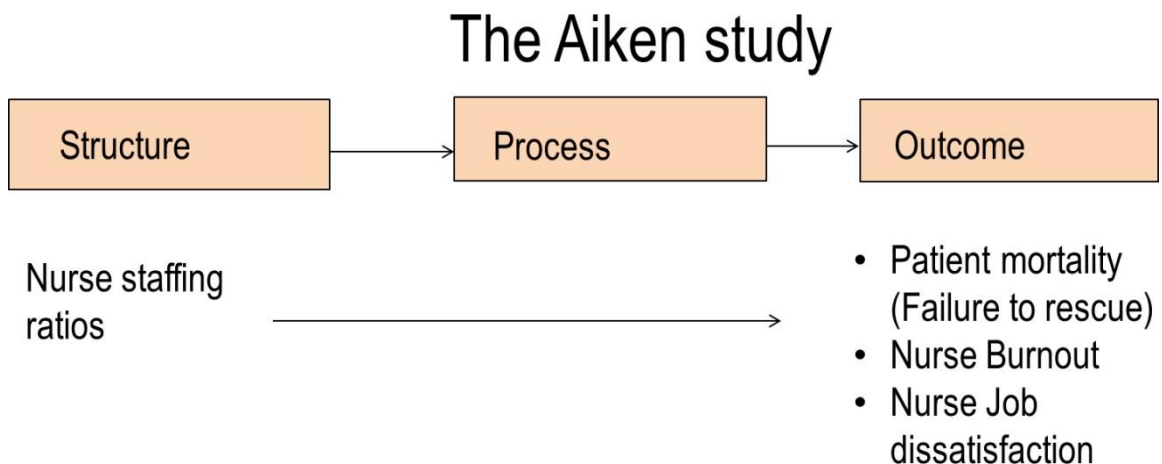 The Aiken study
Structure
Process
Outcome
Nurse staffing
ratios
• Patient mortality
(Failure to rescue)
• Nurse Burnout
• Nurse Job
dissatisfaction